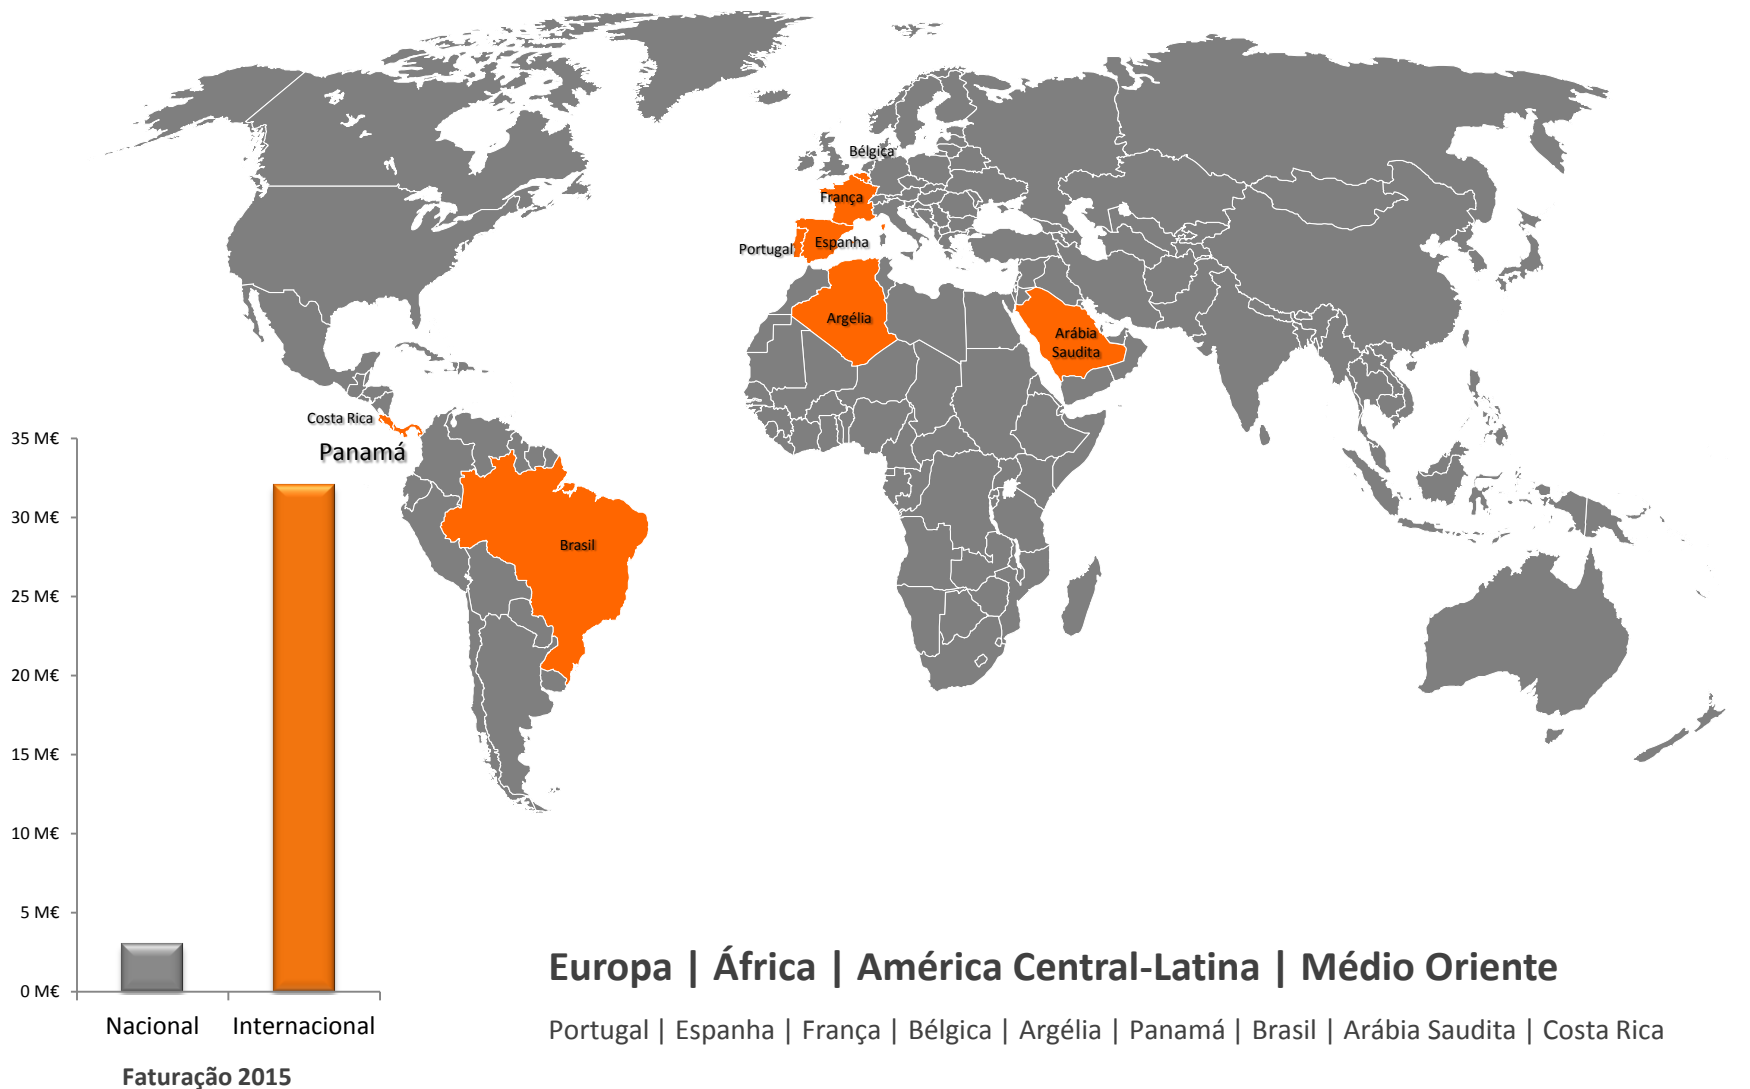 Bélgica
França
Portugal
Espanha
Argélia
Arábia
Saudita
Costa Rica
Panamá
Brasil
35 M€
30 M€
25 M€
20 M€
15 M€
10 M€
5 M€
0 M€
Nacional
Internacional
Faturação 2015
Europa | África | América Central-Latina | Médio Oriente
Portugal | Espanha | França | Bélgica | Argélia | Panamá | Brasil | Arábia Saudita | Costa Rica